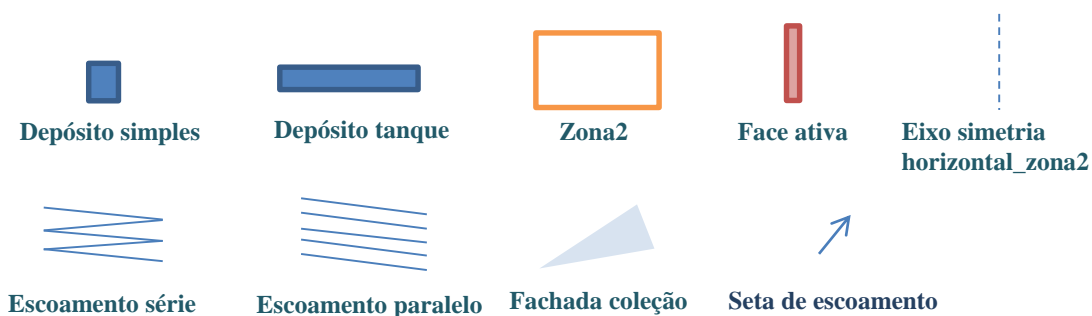 Depósito simples
Depósito tanque
Zona2
Face ativa
Eixo simetria
horizontal_zona2
Escoamento série
Escoamento paralelo
Fachada coleção
Seta de escoamento